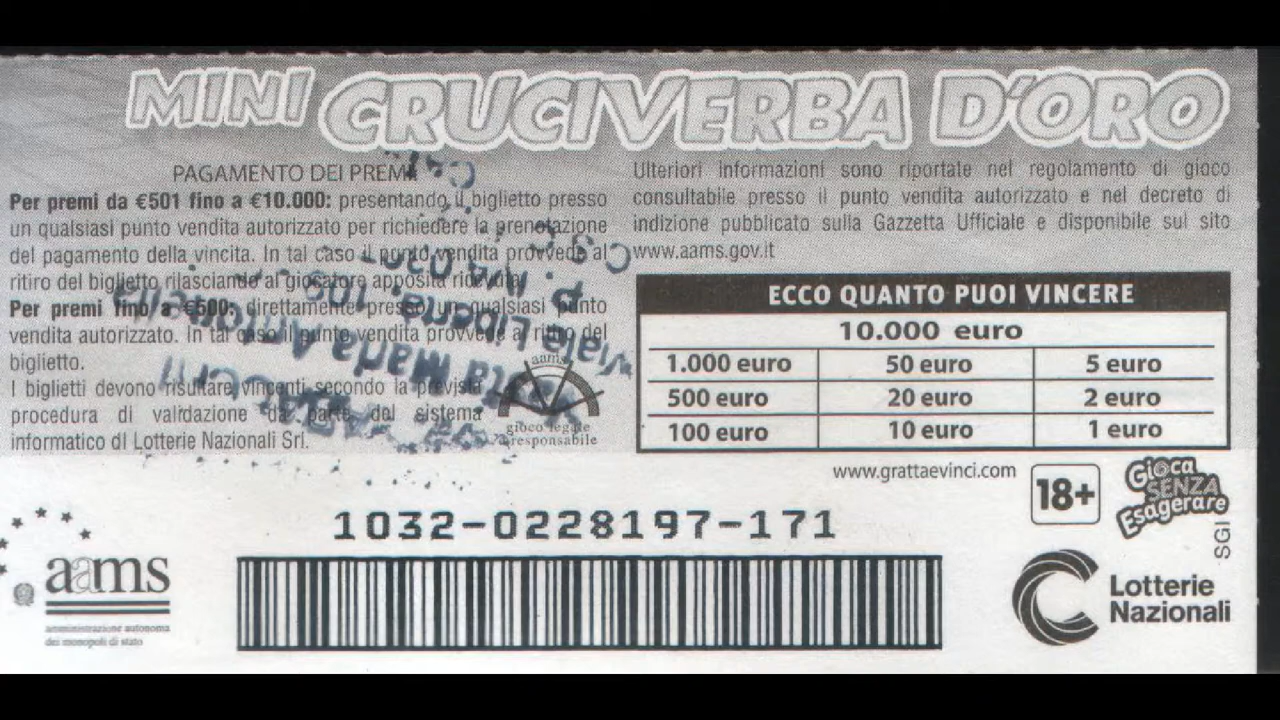 MINI CRUCIVERBA D'ORO
PAGAMENTO DEI PREMI
Per premi da €501 fino a €10.000: presentando il biglietto presso
un qualsiasi punto vendita autorizzato per richiedere la prenotazione
del pagamento della vincita. In tal caso il punto vendita provvede al
ritiro del biglietto rilasciando al giocatore apposita ricevuta.
Per premi fino a €500: direttamente presso un qualsiasi punto
vendita autorizzato. In tal caso il punto vendita provvede al ritiro del
biglietto.
I biglietti devono risultare vincenti secondo la prevista
procedura di validazione da parte del sistema
informatico di Lotterie Nazionali Srl.
aams
gioco legale
e responsabile
Viale Libertà 106
P. Iva
Maria
Ulteriori informazioni sono riportate nel regolamento di gioco
consultabile presso il punto vendita autorizzato e nel decreto di
indizione pubblicato sulla Gazzetta Ufficiale e disponibile sul sito
www.aams.gov.it
ECCO QUANTO PUOI VINCERE
10.000 euro
1.000 euro 50 euro 5 euro
500 euro 20 euro 2 euro
100 euro 10 euro 1 euro
www.grattaevinci.com
18+
Gioca
SENZA
Esagerare
SGI
1032-0228197-171
aams
amministrazione autonoma
dei monopoli di stato
Lotterie
Nazionali